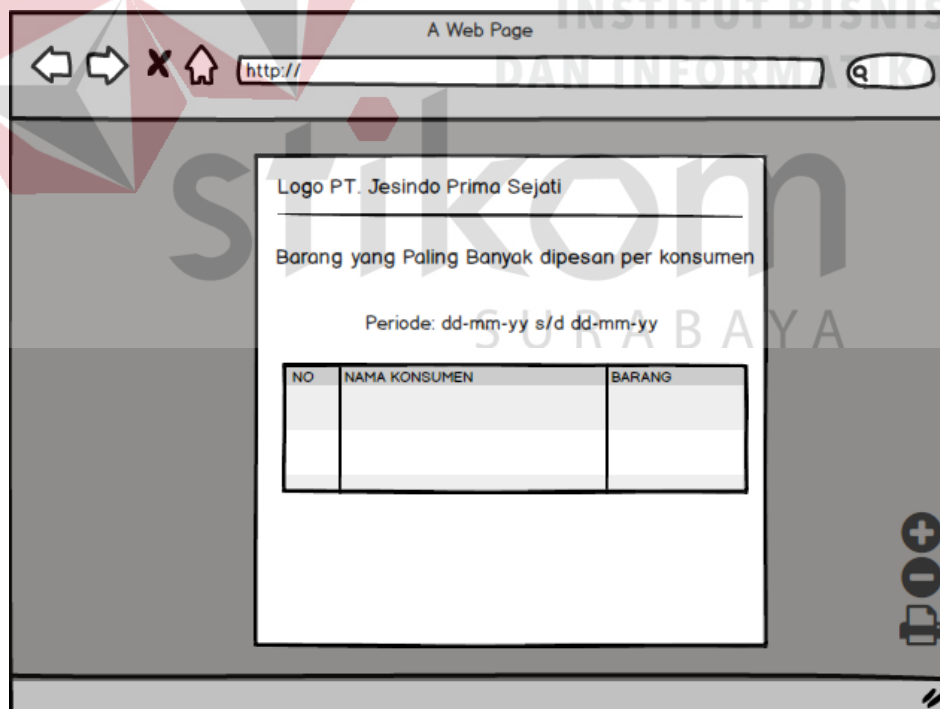 INSTITUT BISNIS
DAN INFORMATIKA
stikom
SURABAYA
A Web Page
http://
Logo PT. Jesindo Prima Sejati
Barang yang Paling Banyak dipesan per konsumen
Periode: dd-mm-yy s/d dd-mm-yy
NO NAMA KONSUMEN BARANG